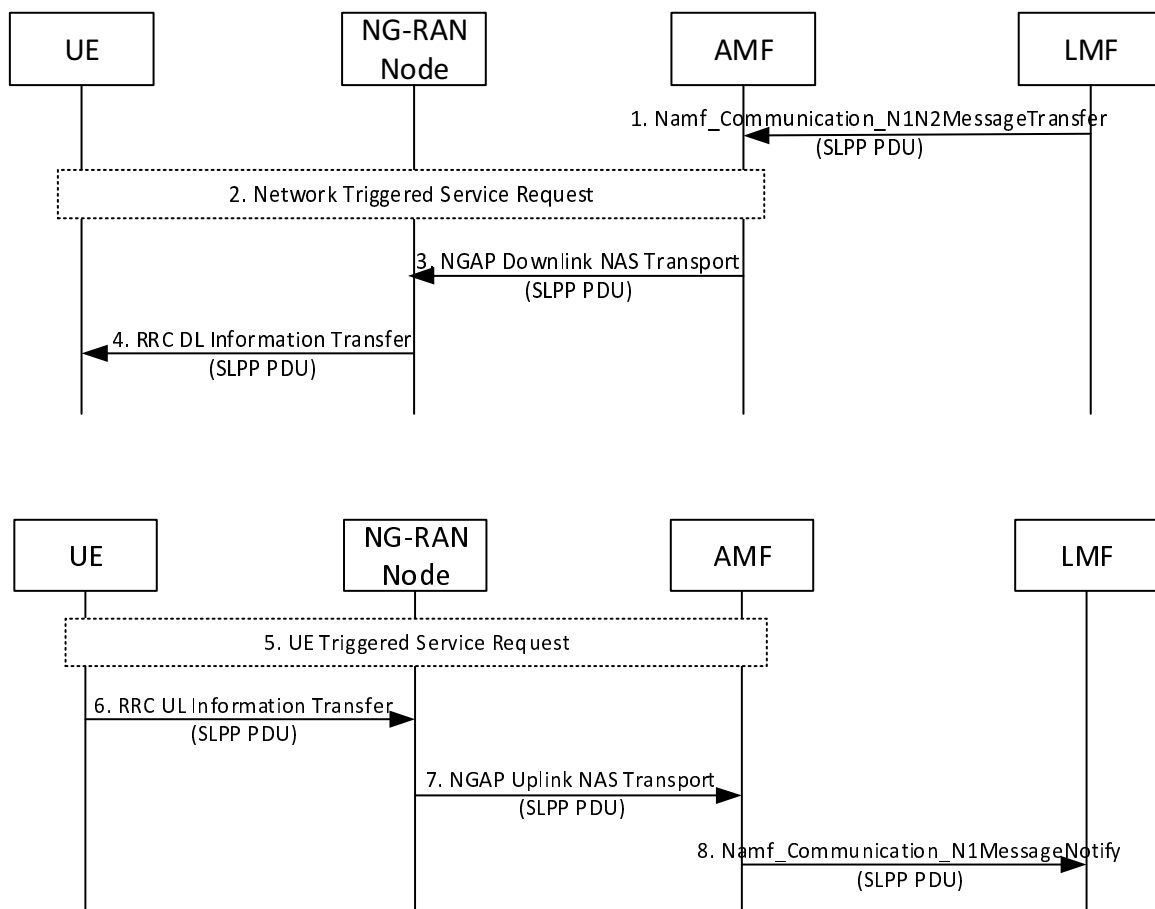 UE
NG-RAN
Node
AMF
LMF
1. Namf_Communication_N1N2MessageTransfer
(SLPP PDU)
2. Network Triggered Service Request
3. NGAP Downlink NAS Transport
(SLPP PDU)
4. RRC DL Information Transfer
(SLPP PDU)
UE
NG-RAN
Node
AMF
LMF
5. UE Triggered Service Request
6. RRC UL Information Transfer
(SLPP PDU)
7. NGAP Uplink NAS Transport
(SLPP PDU)
8. Namf_Communication_N1MessageNotify
(SLPP PDU)